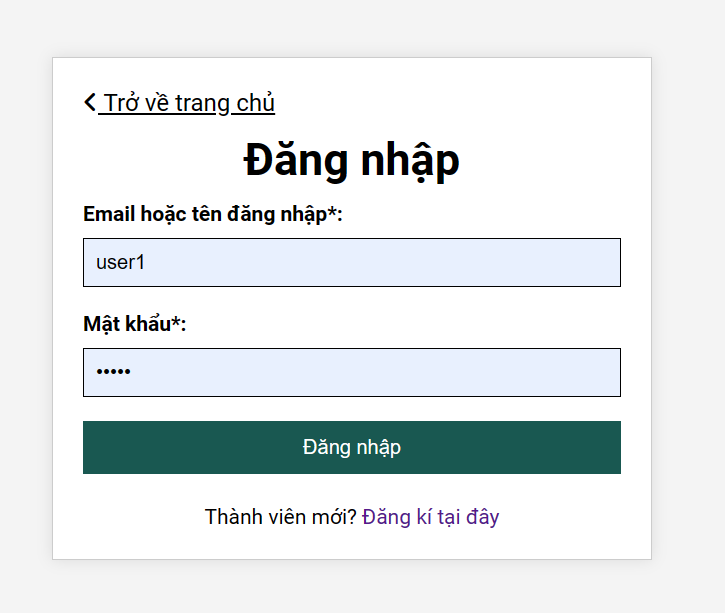 Trở về trang chủ
Đăng nhập
Email hoặc tên đăng nhập*:
user1
Mật khẩu*:
•••••
Đăng nhập
Thành viên mới? Đăng kí tại đây